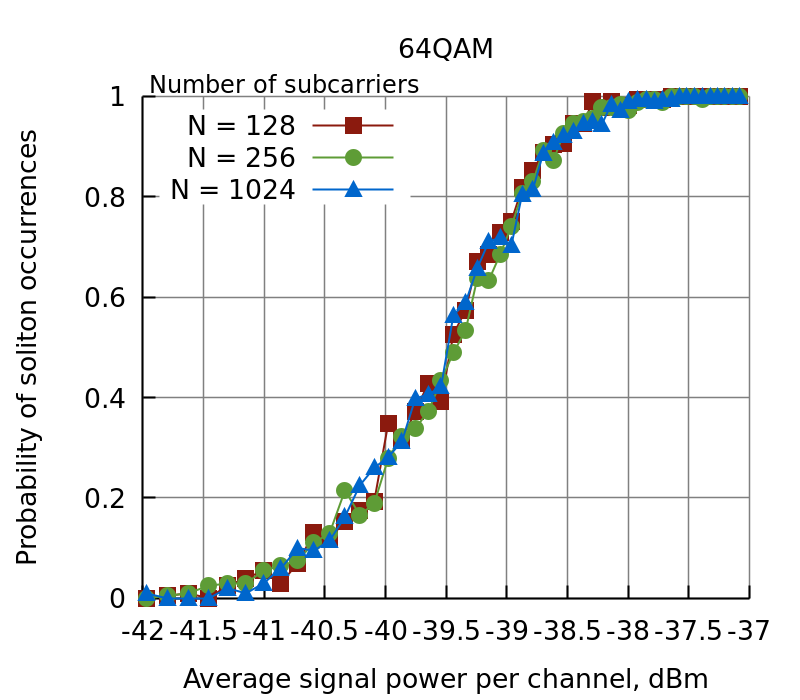 64QAM
Number of subcarriers
N = 128
N = 256
N = 1024
Probability of soliton occurrences
1
0.8
0.6
0.4
0.2
0
-42 -41.5 -41 -40.5 -40 -39.5 -39 -38.5 -38 -37.5 -37
Average signal power per channel, dBm